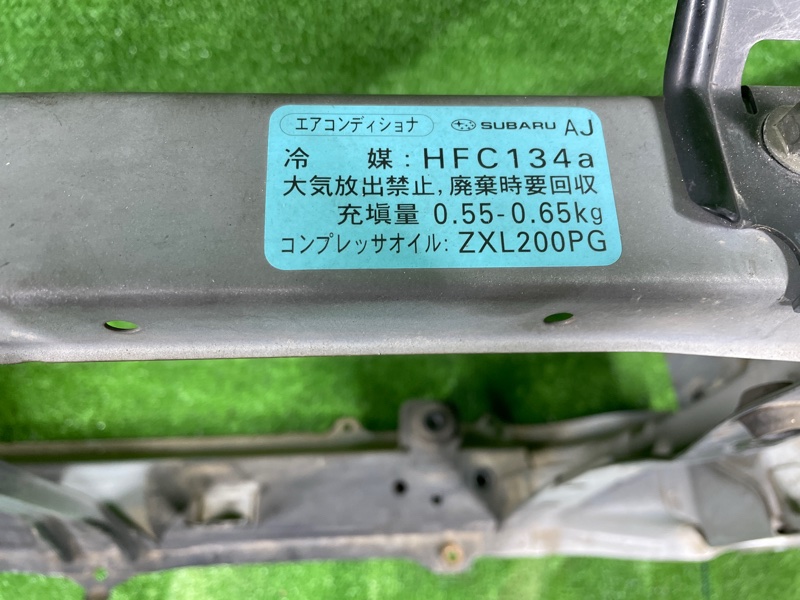 エアコンディショナ SUBARU AJ
冷 媒：HFC134a
大気放出禁止，廃棄時要回収
充塡量 0.55-0.65kg
コンプレッサオイル：ZXL200PG